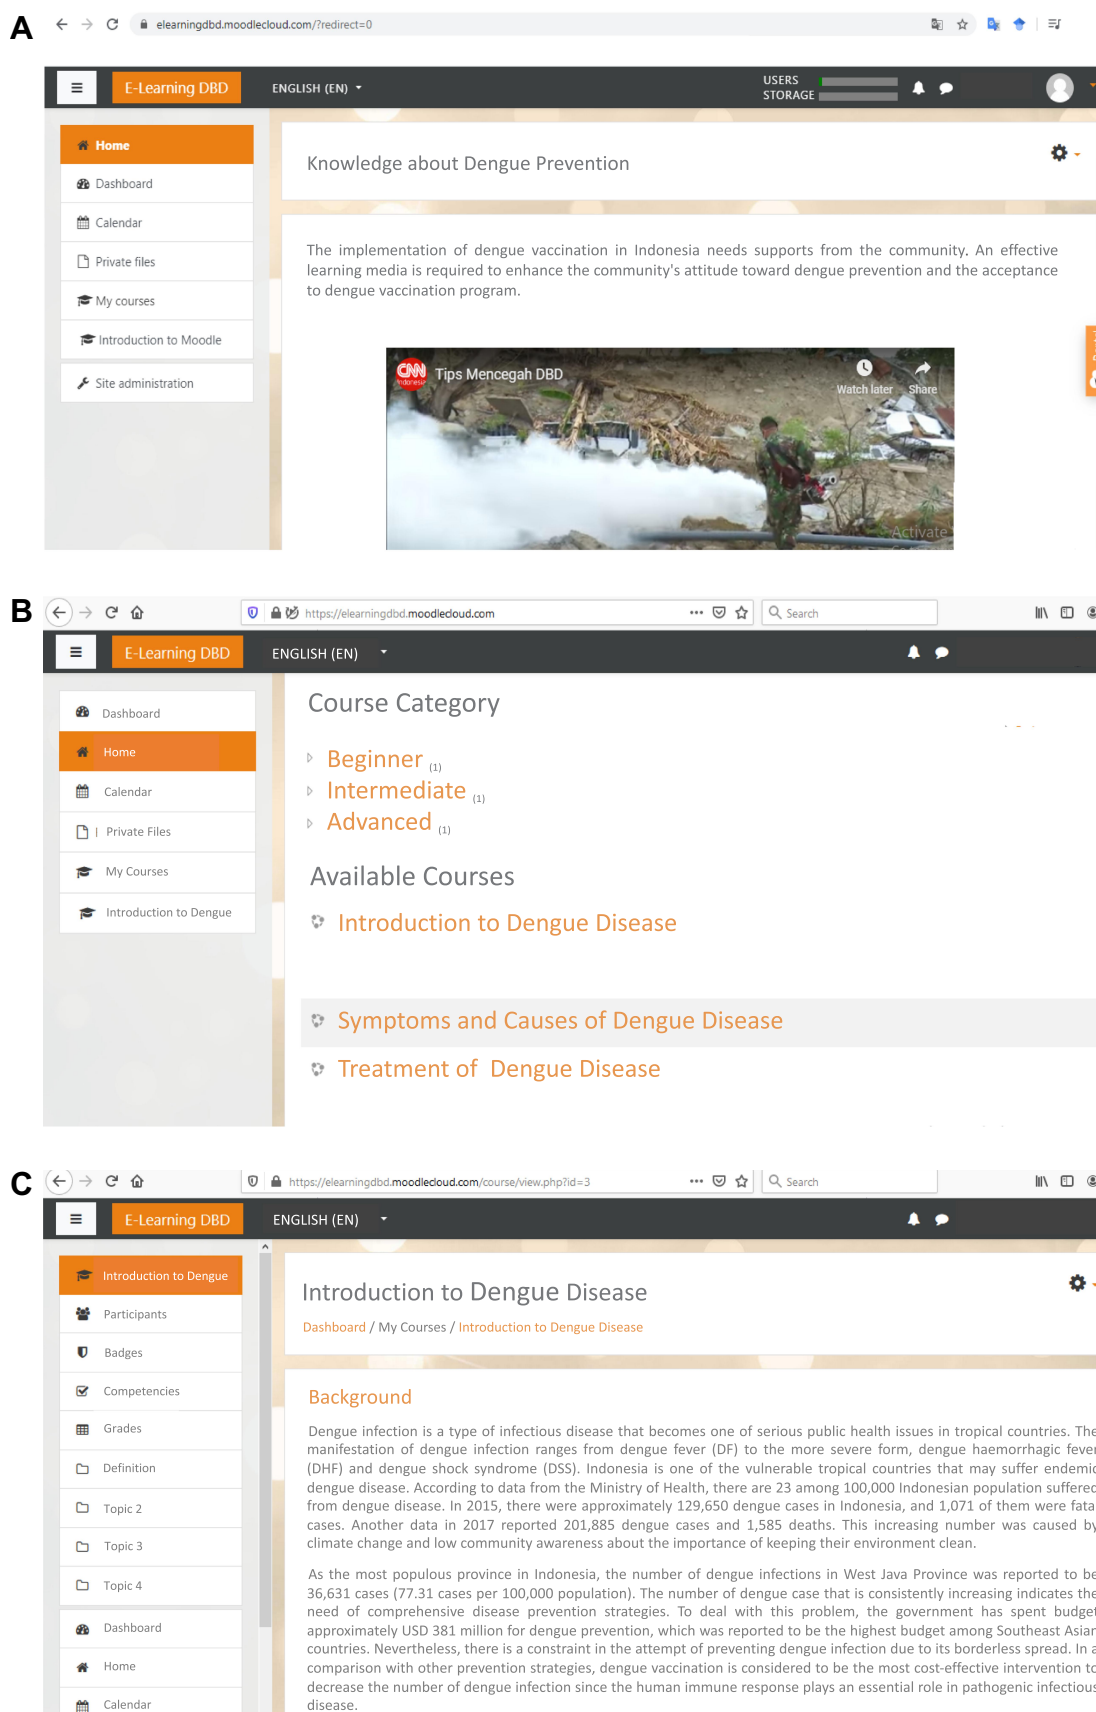 A
elearningdbd.moodlecloud.com/?redirect=0
E-Learning DBD
ENGLISH (EN)
USERS
STORAGE
Home
Dashboard
Calendar
Private files
My courses
Introduction to Moodle
Site administration
Knowledge about Dengue Prevention
The implementation of dengue vaccination in Indonesia needs supports from the community. An effective
learning media is required to enhance the community's attitude toward dengue prevention and the acceptance
to dengue vaccination program.
CNN
Indonesia
Tips Mencegah DBD
Watch later
Share
Activate
B
https://elearningdbd.moodlecloud.com
Search
E-Learning DBD
ENGLISH (EN)
Dashboard
Home
Calendar
Private Files
My Courses
Introduction to Dengue
Course Category
Beginner (1)
Intermediate (1)
Advanced (1)
Available Courses
Introduction to Dengue Disease
Symptoms and Causes of Dengue Disease
Treatment of Dengue Disease
C
https://elearningdbd.moodlecloud.com/course/view.php?id=3
Search
E-Learning DBD
ENGLISH (EN)
Introduction to Dengue
Participants
Badges
Competencies
Grades
Definition
Topic 2
Topic 3
Topic 4
Dashboard
Home
Calendar
Introduction to Dengue Disease
Dashboard / My Courses / Introduction to Dengue Disease
Background
Dengue infection is a type of infectious disease that becomes one of serious public health issues in tropical countries. The
manifestation of dengue infection ranges from dengue fever (DF) to the more severe form, dengue haemorrhagic fever
(DHF) and dengue shock syndrome (DSS). Indonesia is one of the vulnerable tropical countries that may suffer endemic
dengue disease. According to data from the Ministry of Health, there are 23 among 100,000 Indonesian population suffered
from dengue disease. In 2015, there were approximately 129,650 dengue cases in Indonesia, and 1,071 of them were fata
cases. Another data in 2017 reported 201,885 dengue cases and 1,585 deaths. This increasing number was caused by
climate change and low community awareness about the importance of keeping their environment clean.
As the most populous province in Indonesia, the number of dengue infections in West Java Province was reported to be
36,631 cases (77.31 cases per 100,000 population). The number of dengue case that is consistently increasing indicates the
need of comprehensive disease prevention strategies. To deal with this problem, the government has spent budget
approximately USD 381 million for dengue prevention, which was reported to be the highest budget among Southeast Asian
countries. Nevertheless, there is a constraint in the attempt of preventing dengue infection due to its borderless spread. In a
comparison with other prevention strategies, dengue vaccination is considered to be the most cost-effective intervention to
decrease the number of dengue infection since the human immune response plays an essential role in pathogenic infectious
disease.